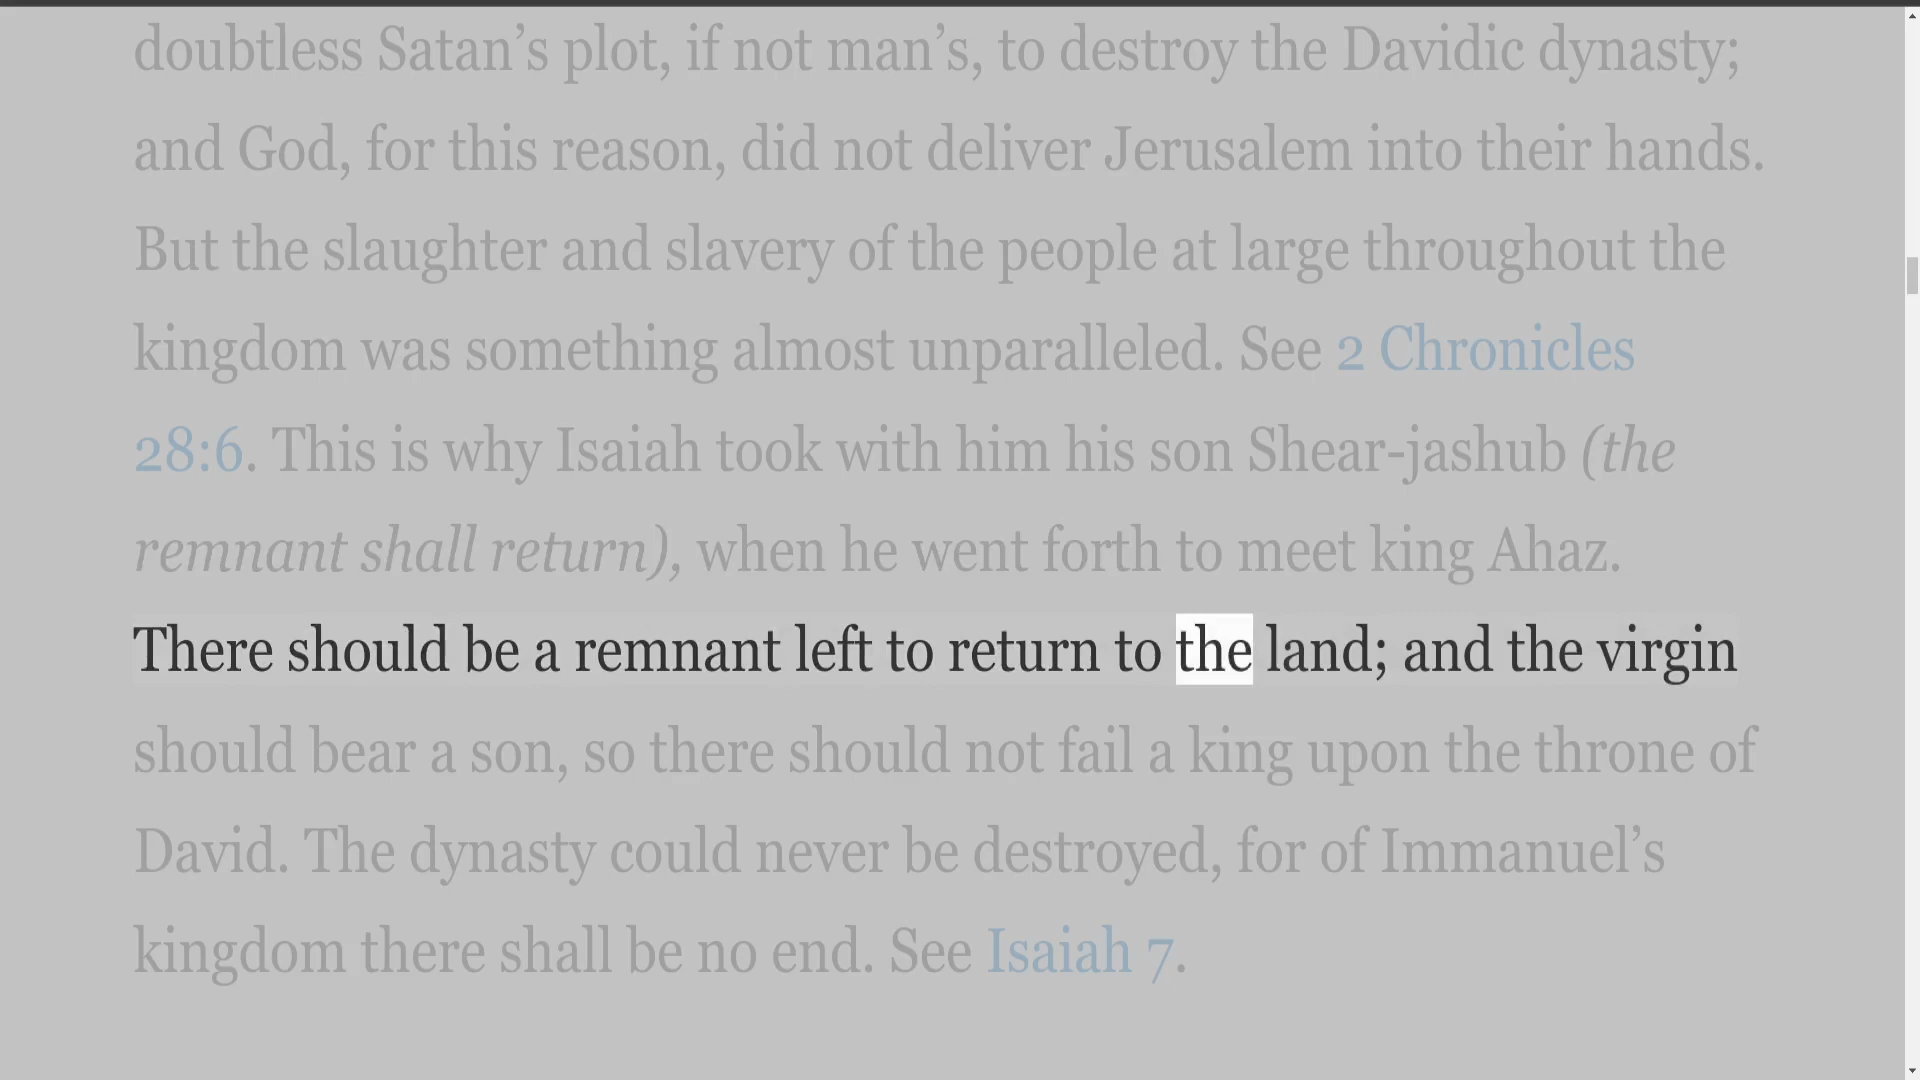 doubtless Satan’s plot, if not man’s, to destroy the Davidic dynasty;
and God, for this reason, did not deliver Jerusalem into their hands.
But the slaughter and slavery of the people at large throughout the
kingdom was something almost unparalleled. See 2 Chronicles
28:6. This is why Isaiah took with him his son Shear-jashub (the
remnant shall return), when he went forth to meet king Ahaz.
There should be a remnant left to return to the land; and the virgin
should bear a son, so there should not fail a king upon the throne of
David. The dynasty could never be destroyed, for of Immanuel’s
kingdom there shall be no end. See Isaiah 7.